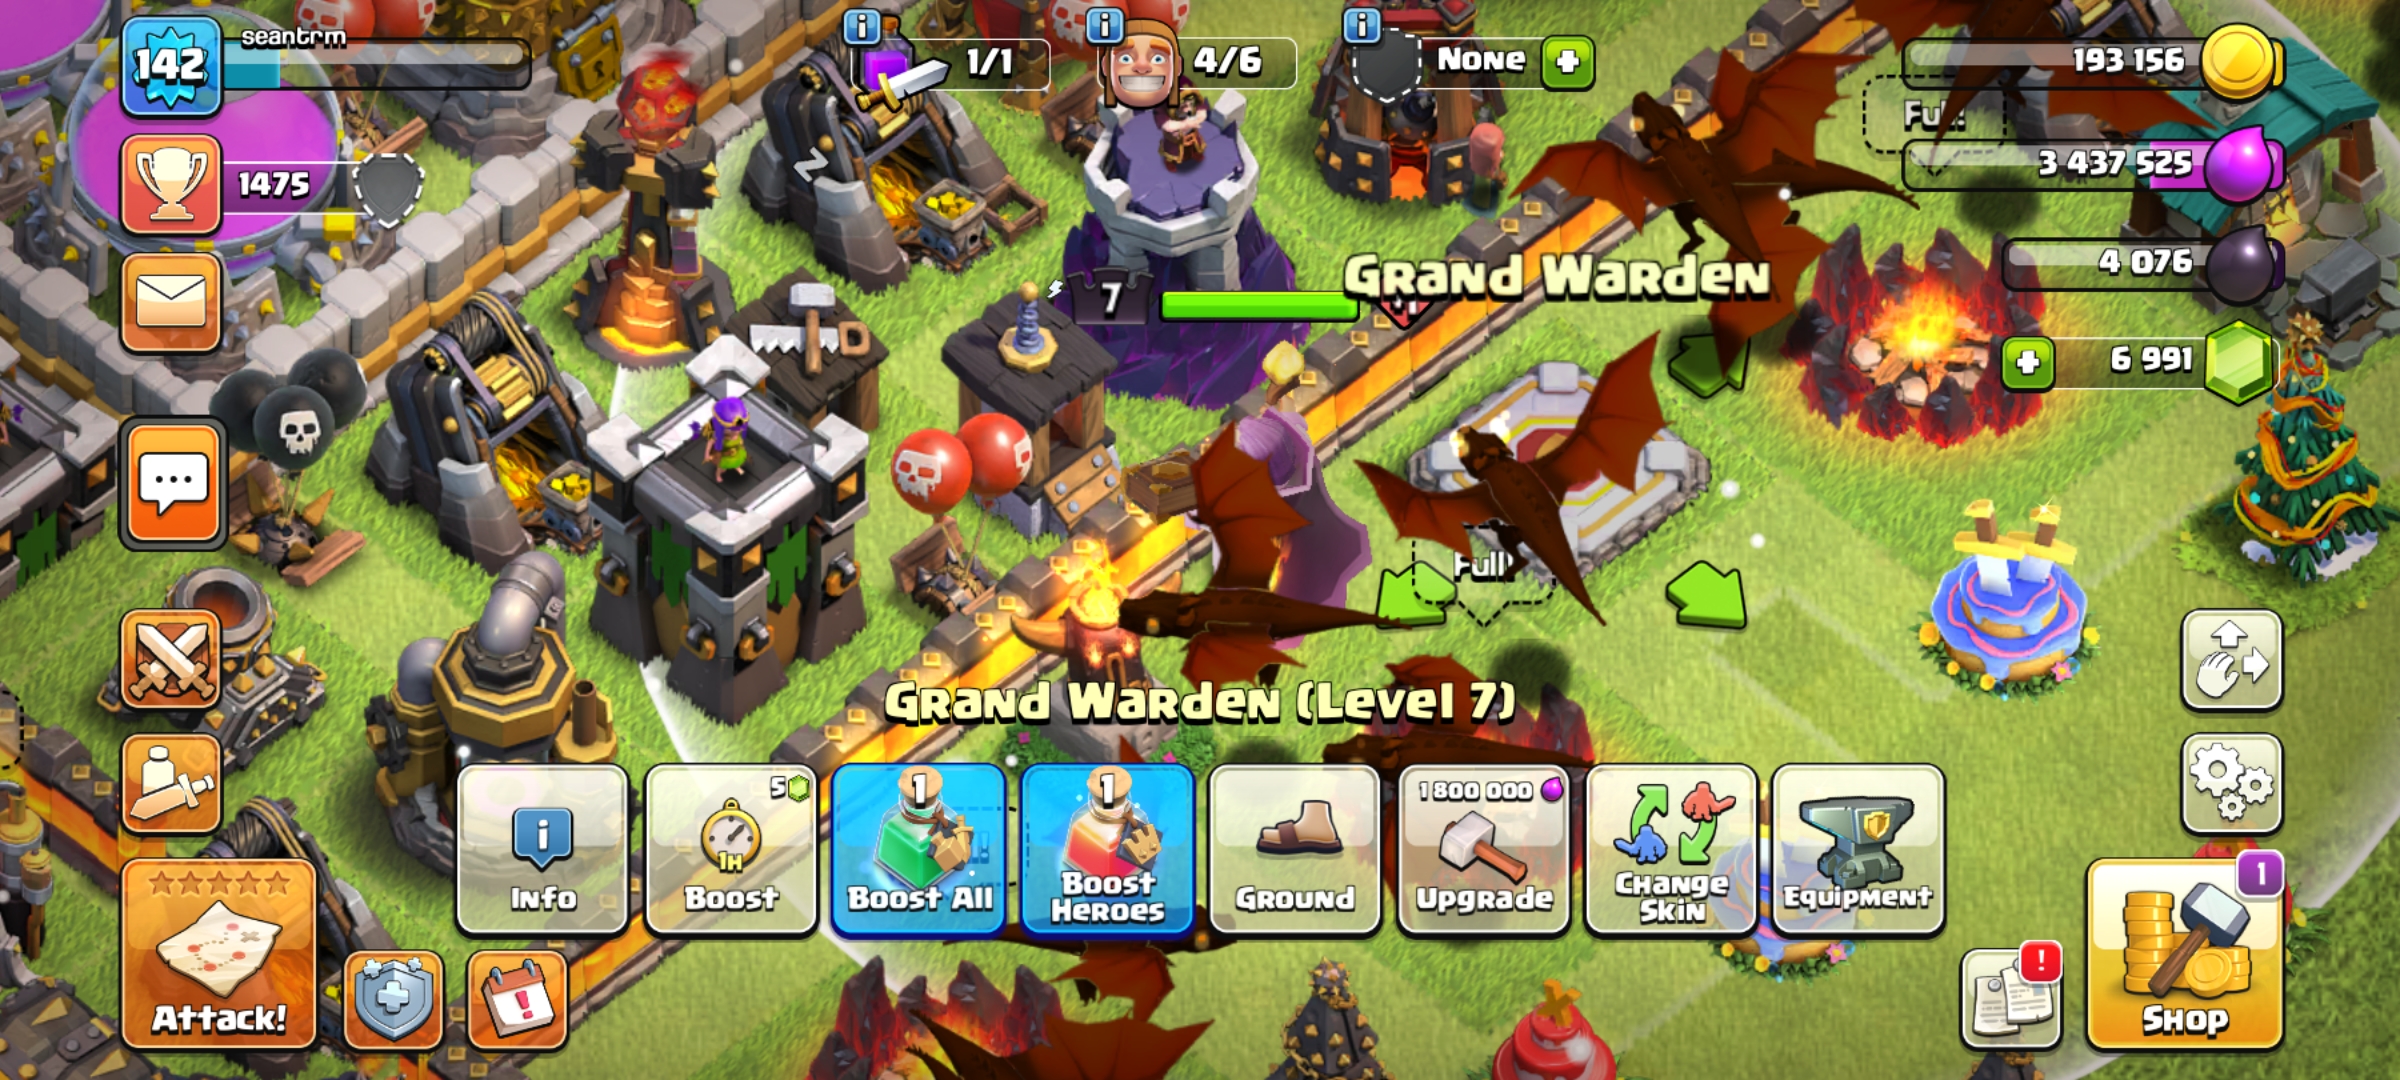 142
seantrm
1/1
4/6
None
193 156
Full!
1475
3 437 525
4 076
7
Grand Warden
6 991
Full!
Grand Warden (Level 7)
Info
5
1H
Boost
1
Boost All
1
Boost
Heroes
Ground
1 800 000
Upgrade
Change
Skin
Equipment
Attack!
1
Shop